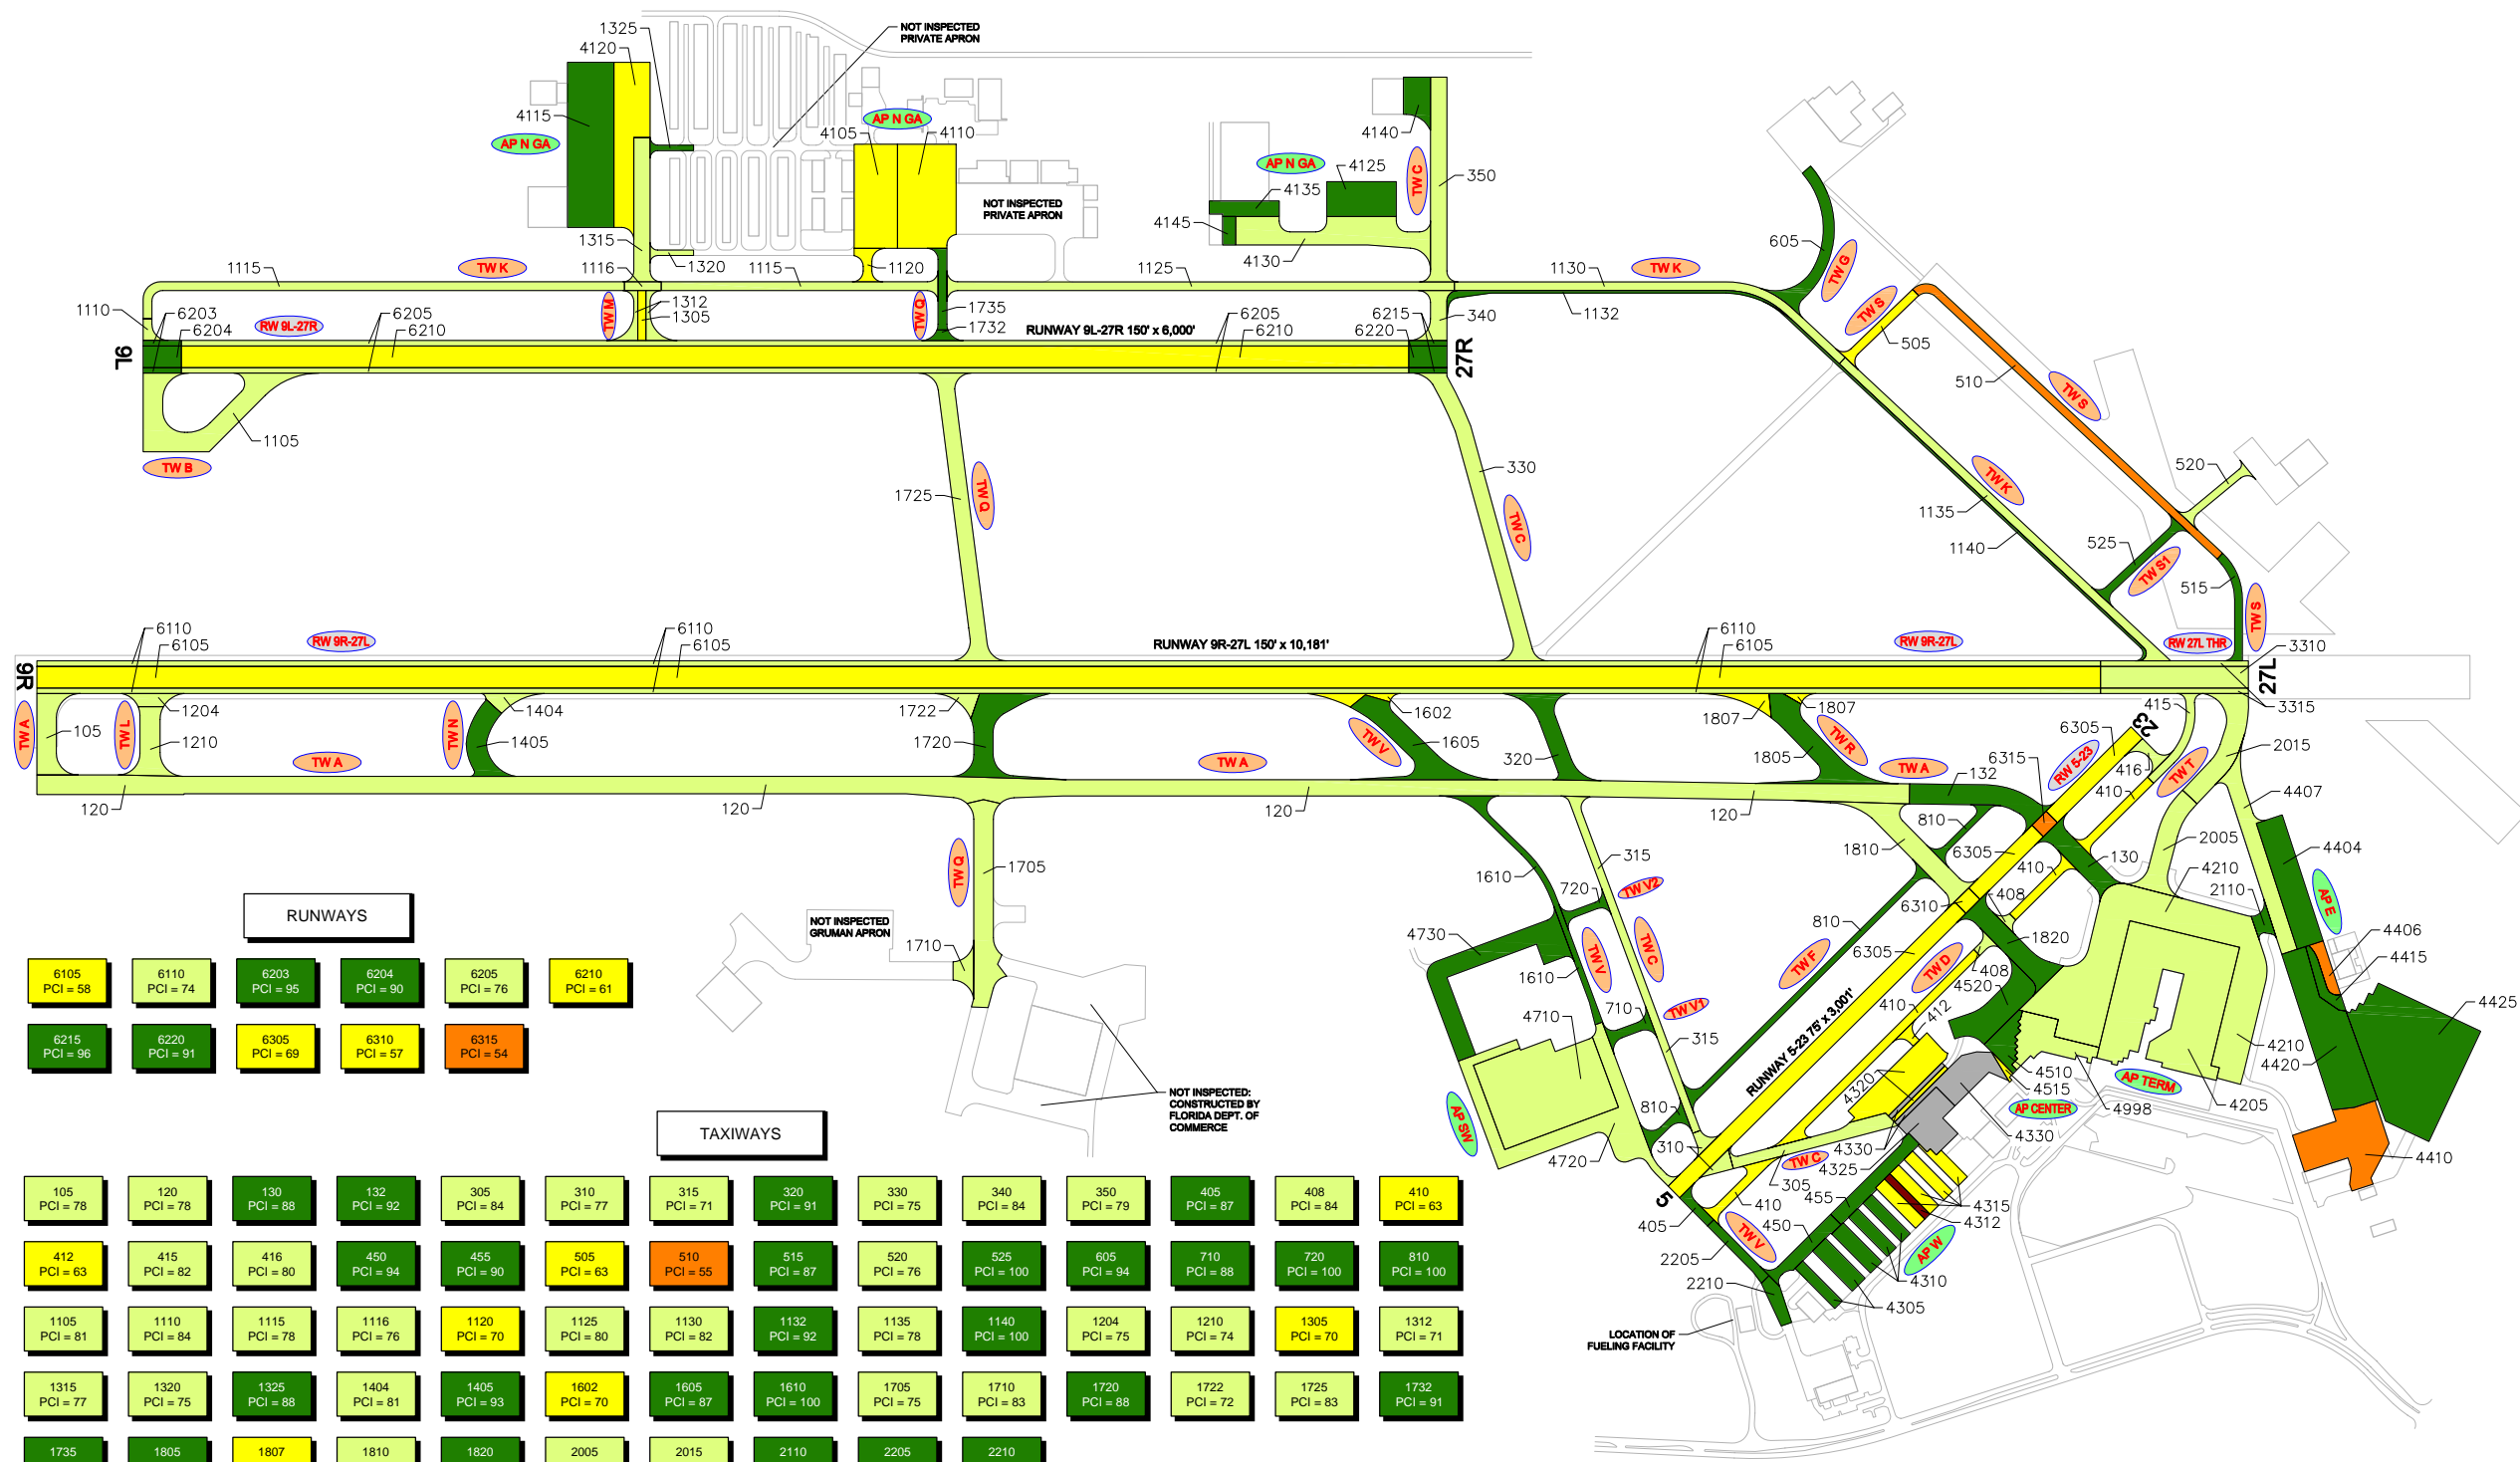 1325
4120
NOT INSPECTED
PRIVATE APRON
4115
AP N GA
AP N GA
4105
4110
4140
AP N GA
4125
4135
TW C
350
4145
NOT INSPECTED
PRIVATE APRON
1315
4130
605
TW G
1115
TW K
1116
1320
1115
1120
1125
1130
TW K
1110
6203
6204
RW 9L-27R
6205
6210
TW M
1312
1305
TW Q
1735
1732
RUNWAY 9L-27R 150' x 6,000'
6205
6210
6215
6220
340
1132
TW S
505
9L
27R
510
TW S
1105
TW B
330
520
1725
TW Q
TW C
TW K
1135
1140
525
TW S1
515
TW S
6110
6105
RW 9R-27L
6110
6105
RUNWAY 9R-27L 150' x 10,181'
6110
6105
RW 9R-27L
RW 27L THR
3310
9R
27L
3315
TW A
105
TW L
1204
1210
TW A
TW N
1404
1405
1722
1720
TW A
TW V
1602
1605
320
1807
1807
1805
TW R
TW A
132
6315
RW 5-23
6305
23
415
416
410
TW T
2015
4407
120
120
120
120
810
1810
6305
410
130
2005
4210
4404
2110
AP E
TW Q
1705
1610
720
315
TW V2
810
6310
408
1820
4406
4415
4425
NOT INSPECTED
GRUMAN APRON
1710
4730
1610
TW V
TW C
TW F
6305
TW D
408
4520
710
TW V1
315
4710
RUNWAY 5-23 75' x 3,001'
410
412
4210
4420
NOT INSPECTED:
CONSTRUCTED BY
FLORIDA DEPT. OF
COMMERCE
AP SW
4720
810
310
4320
4510
4515
AP TERM
AP CENTER
4998
4205
4330
4330
4325
TW C
305
455
4410
5
405
410
450
4315
4312
TW V
2205
AP W
4310
2210
4305
LOCATION OF
FUELING FACILITY
RUNWAYS
6105 6110 6203 6204 6205 6210
PCI = 58 PCI = 74 PCI = 95 PCI = 90 PCI = 76 PCI = 61
6215 6220 6305 6310 6315
PCI = 96 PCI = 91 PCI = 69 PCI = 57 PCI = 54
TAXIWAYS
105 120 130 132 305 310 315 320 330 340 350 405 408 410
PCI = 78 PCI = 78 PCI = 88 PCI = 92 PCI = 84 PCI = 77 PCI = 71 PCI = 91 PCI = 75 PCI = 84 PCI = 79 PCI = 87 PCI = 84 PCI = 63
412 415 416 450 455 505 510 515 520 525 605 710 720 810
PCI = 63 PCI = 82 PCI = 80 PCI = 94 PCI = 90 PCI = 63 PCI = 55 PCI = 87 PCI = 76 PCI = 100 PCI = 94 PCI = 88 PCI = 100 PCI = 100
1105 1110 1115 1116 1120 1125 1130 1132 1135 1140 1204 1210 1305 1312
PCI = 81 PCI = 84 PCI = 78 PCI = 76 PCI = 70 PCI = 80 PCI = 82 PCI = 92 PCI = 78 PCI = 100 PCI = 75 PCI = 74 PCI = 70 PCI = 71
1315 1320 1325 1404 1405 1602 1605 1610 1705 1710 1720 1722 1725 1732
PCI = 77 PCI = 75 PCI = 88 PCI = 81 PCI = 93 PCI = 70 PCI = 87 PCI = 100 PCI = 75 PCI = 83 PCI = 88 PCI = 72 PCI = 83 PCI = 91
1735 1805 1807 1810 1820 2005 2015 2110 2205 2210